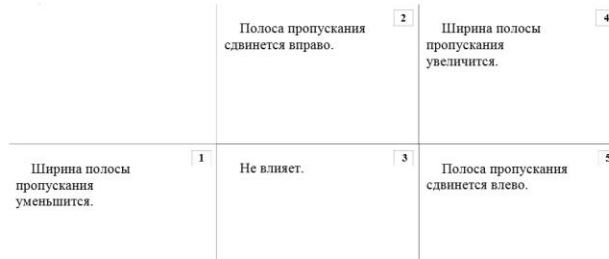 2
Полоса пропускания
сдвинется вправо.
4
Ширина полосы
пропускания
увеличится.
1
Ширина полосы
пропускания
уменьшится.
3
Не влияет.
5
Полоса пропускания
сдвинется влево.